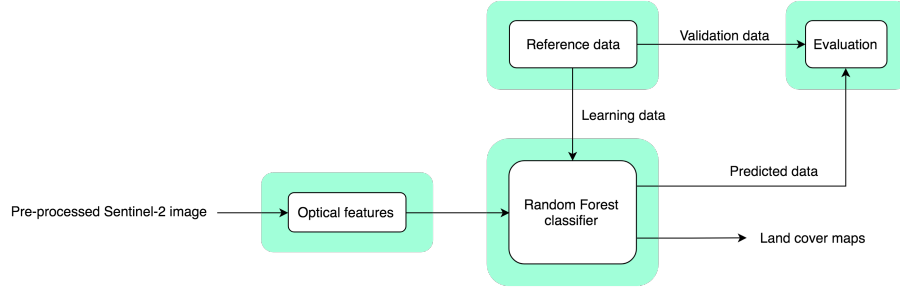 Reference data
Validation data
Evaluation
Learning data
Predicted data
Pre-processed Sentinel-2 image
Optical features
Random Forest
classifier
Land cover maps